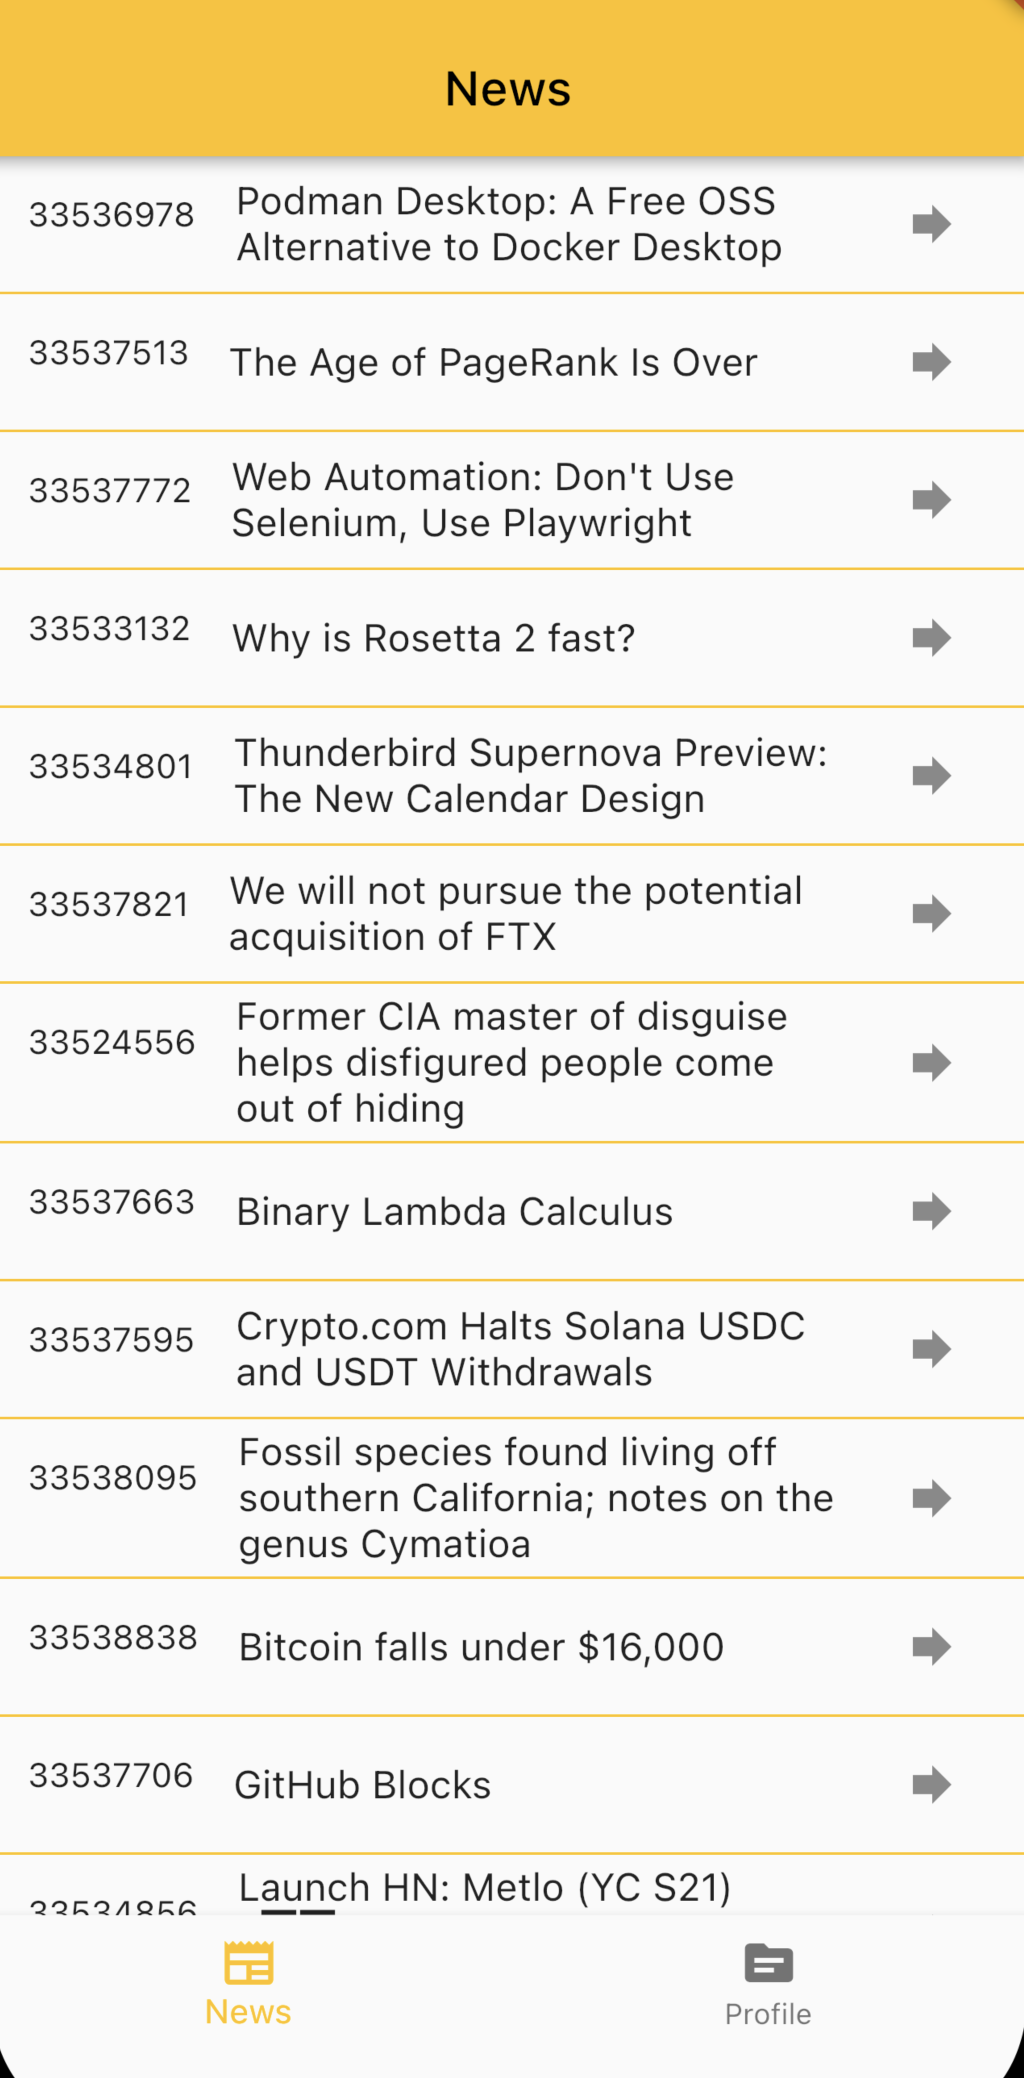 News
33536978
Podman Desktop: A Free OSS
Alternative to Docker Desktop
33537513
The Age of PageRank Is Over
33537772
Web Automation: Don't Use
Selenium, Use Playwright
33533132
Why is Rosetta 2 fast?
33534801
Thunderbird Supernova Preview:
The New Calendar Design
33537821
We will not pursue the potential
acquisition of FTX
33524556
Former CIA master of disguise
helps disfigured people come
out of hiding
33537663
Binary Lambda Calculus
33537595
Crypto.com Halts Solana USDC
and USDT Withdrawals
33538095
Fossil species found living off
southern California; notes on the
genus Cymatioa
33538838
Bitcoin falls under $16,000
33537706
GitHub Blocks
33534856
Launch HN: Metlo (YC S21)
News
Profile